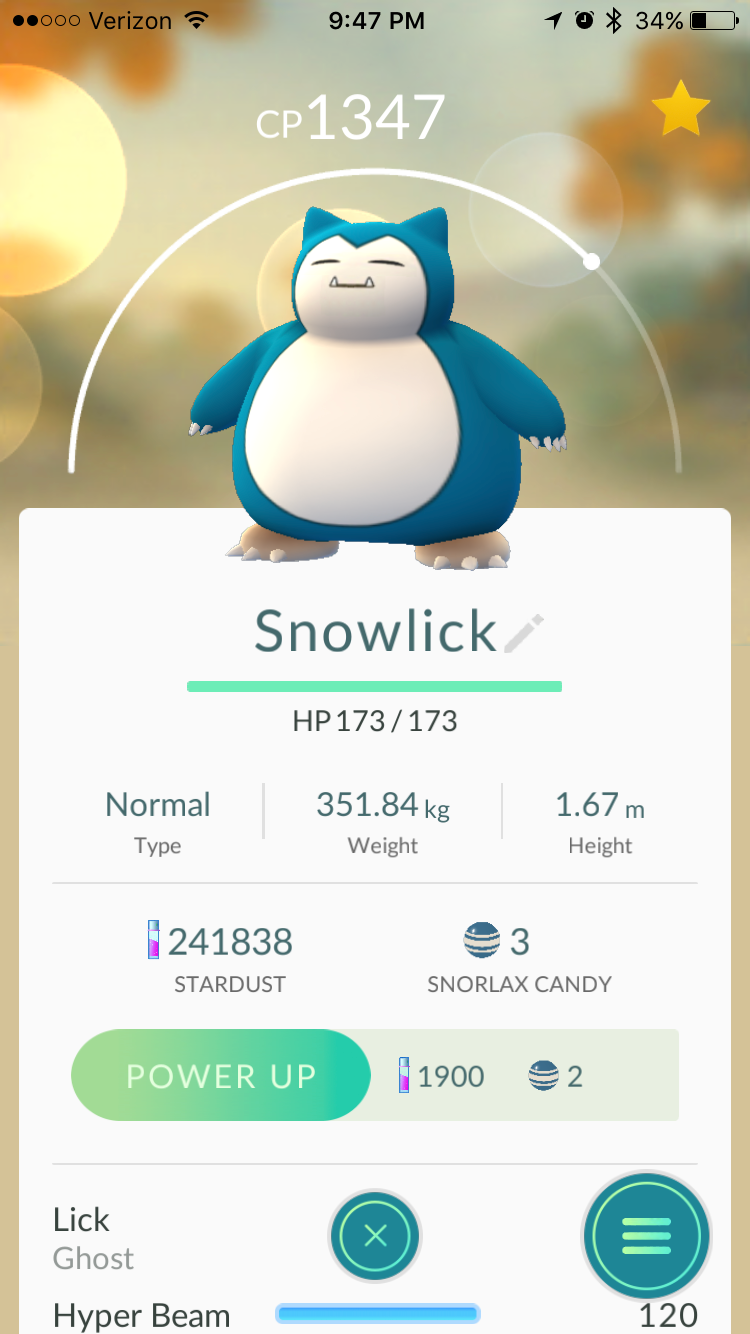 Verizon 9:47 PM 34%
CP1347
Snowlick
HP 173 / 173
Normal 351.84 kg 1.67 m
Type Weight Height
241838 3
STARDUST SNORLAX CANDY
POWER UP 1900 2
Lick
Ghost
Hyper Beam 120